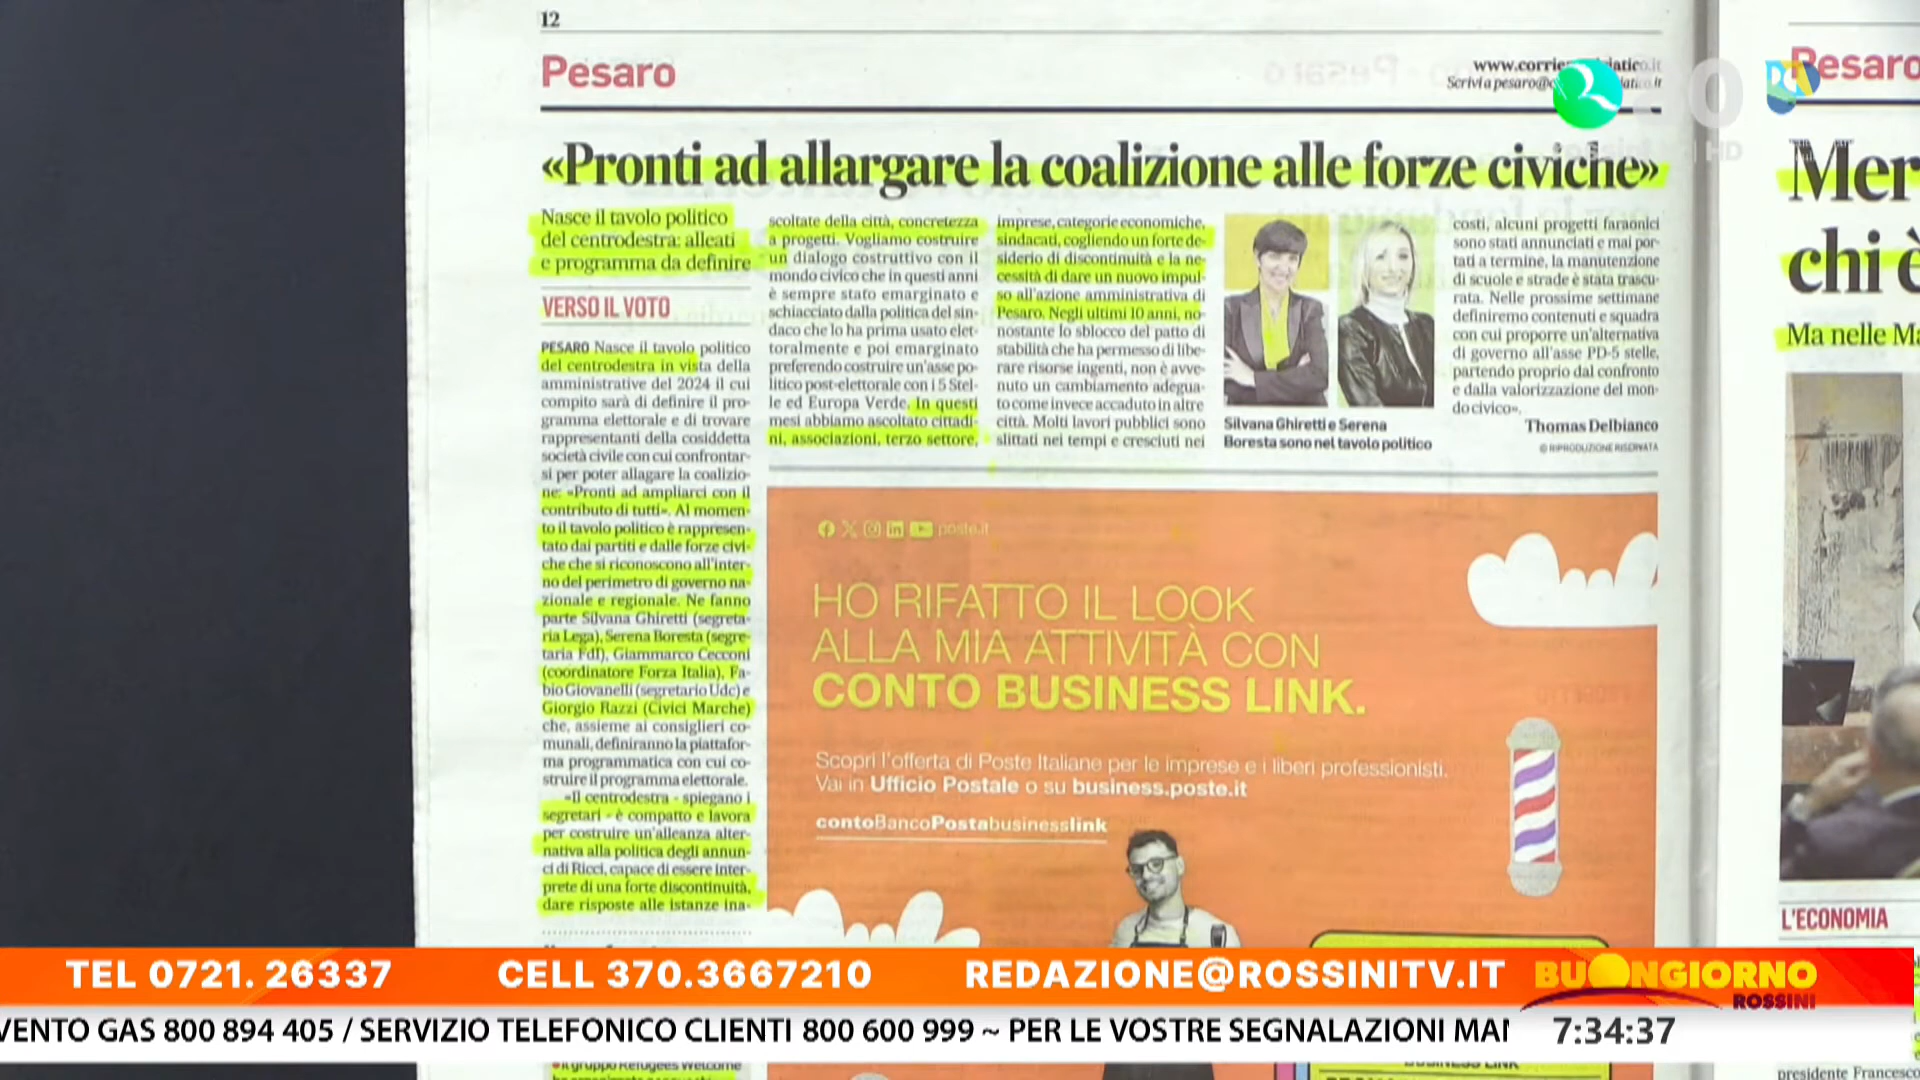 12
Pesaro
«Pronti ad allargare la coalizione alle forze civiche»
Nasce il tavolo politico
del centrodestra: alleati
e programma da definire
VERSO IL VOTO
PESARO Nasce il tavolo politico
del centrodestra in vista della
amministrative del 2024 il cui
compito sarà di definire il pro-
gramma elettorale e di trovare
rappresentanti della cosiddetta
società civile con cui confrontar-
si per poter allagare la coalizio-
ne: «Pronti ad ampliarci con il
contributo di tutti». Al momen-
to il tavolo politico è rappresen-
tato dai partiti e dalle forze civi-
che che si riconoscono all'inter-
no del perimetro di governo na-
zionale e regionale. Ne fanno
parte Silvana Ghiretti (segreta-
ria Lega), Serena Boresta (segre-
taria FdI), Giammarco Cecconi
(coordinatore Forza Italia), Fa-
bio Giovanelli (segretario Udc) e
Giorgio Razzi (Civici Marche)
che, assieme ai consiglieri co-
munali, definiranno la piattafor-
ma programmatica con cui co-
struire il programma elettorale.
«Il centrodestra - spiegano i
segretari - è compatto e lavora
per costruire un'alleanza alter-
nativa alla politica degli annun-
ci di Ricci, capace di essere inter-
prete di una forte discontinuità,
dare risposte alle istanze ina-
scoltate della città, concretezza
a progetti. Vogliamo costruire
un dialogo costruttivo con il
mondo civico che in questi anni
è sempre stato emarginato e
schiacciato dalla politica del sin-
daco che lo ha prima usato elet-
toralmente e poi emarginato
preferendo costruire un'asse po-
litico post-elettorale con i 5 Stel-
le ed Europa Verde. In questi
mesi abbiamo ascoltato cittadi-
ni, associazioni, terzo settore,
imprese, categorie economiche,
sindacati, cogliendo un forte de-
siderio di discontinuità e la ne-
cessità di dare un nuovo impul-
so all'azione amministrativa di
Pesaro. Negli ultimi 10 anni, no-
nostante lo sblocco del patto di
stabilità che ha permesso di libe-
rare risorse ingenti, non è avve-
nuto un cambiamento adegua-
to come invece accaduto in altre
città. Molti lavori pubblici sono
slittati nei tempi e cresciuti nei
Silvana Ghiretti e Serena
Boresta sono nel tavolo politico
costi, alcuni progetti faraonici
sono stati annunciati e mai por-
tati a termine, la manutenzione
di scuole e strade è stata trascu-
rata. Nelle prossime settimane
definiremo contenuti e squadra
con cui proporre un'alternativa
di governo all'asse PD-5 stelle,
partendo proprio dal confronto
e dalla valorizzazione del mon-
do civico».
Thomas Delbianco
© RIPRODUZIONE RISERVATA
poste.it
HO RIFATTO IL LOOK
ALLA MIA ATTIVITÀ CON
CONTO BUSINESS LINK.
Scopri l'offerta di Poste Italiane per le imprese e i liberi professionisti.
Vai in Ufficio Postale o su business.poste.it
contoBancoPostabusinesslink
Pesaro
Mer
chi è
Ma nelle Ma
L'ECONOMIA
presidente Francesco
Il gruppo Refugees Welcome
BUSINESS LINK
TEL 0721. 26337
CELL 370.3667210
REDAZIONE@ROSSINITV.IT
BUONGIORNO
ROSSINI
VENTO GAS 800 894 405 / SERVIZIO TELEFONICO CLIENTI 800 600 999 ~ PER LE VOSTRE SEGNALAZIONI MAN
7:34:37